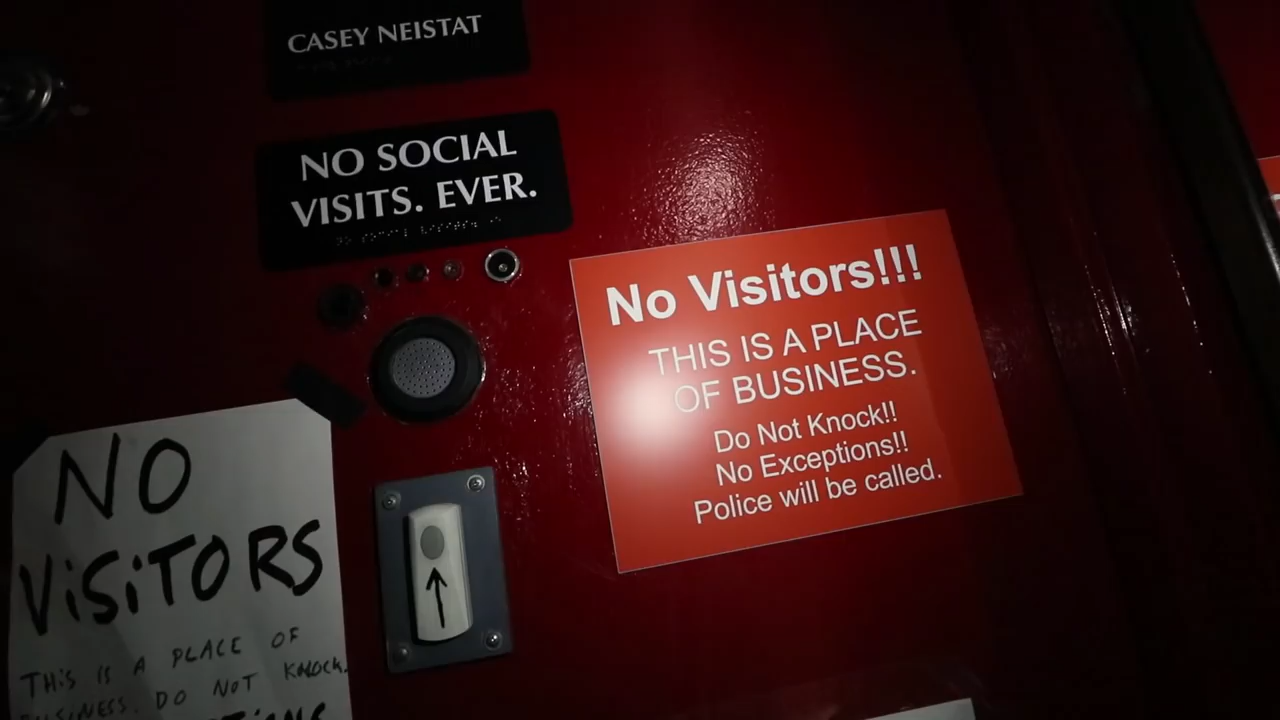 CASEY NEISTAT
NO SOCIAL
VISITS. EVER.
No Visitors!!!
THIS IS A PLACE
OF BUSINESS.
Do Not Knock!!
No Exceptions!!
Police will be called.
NO
ViSiTORS
THiS iS A PLACE OF
BUSiNESS. DO NOT KNOCK.